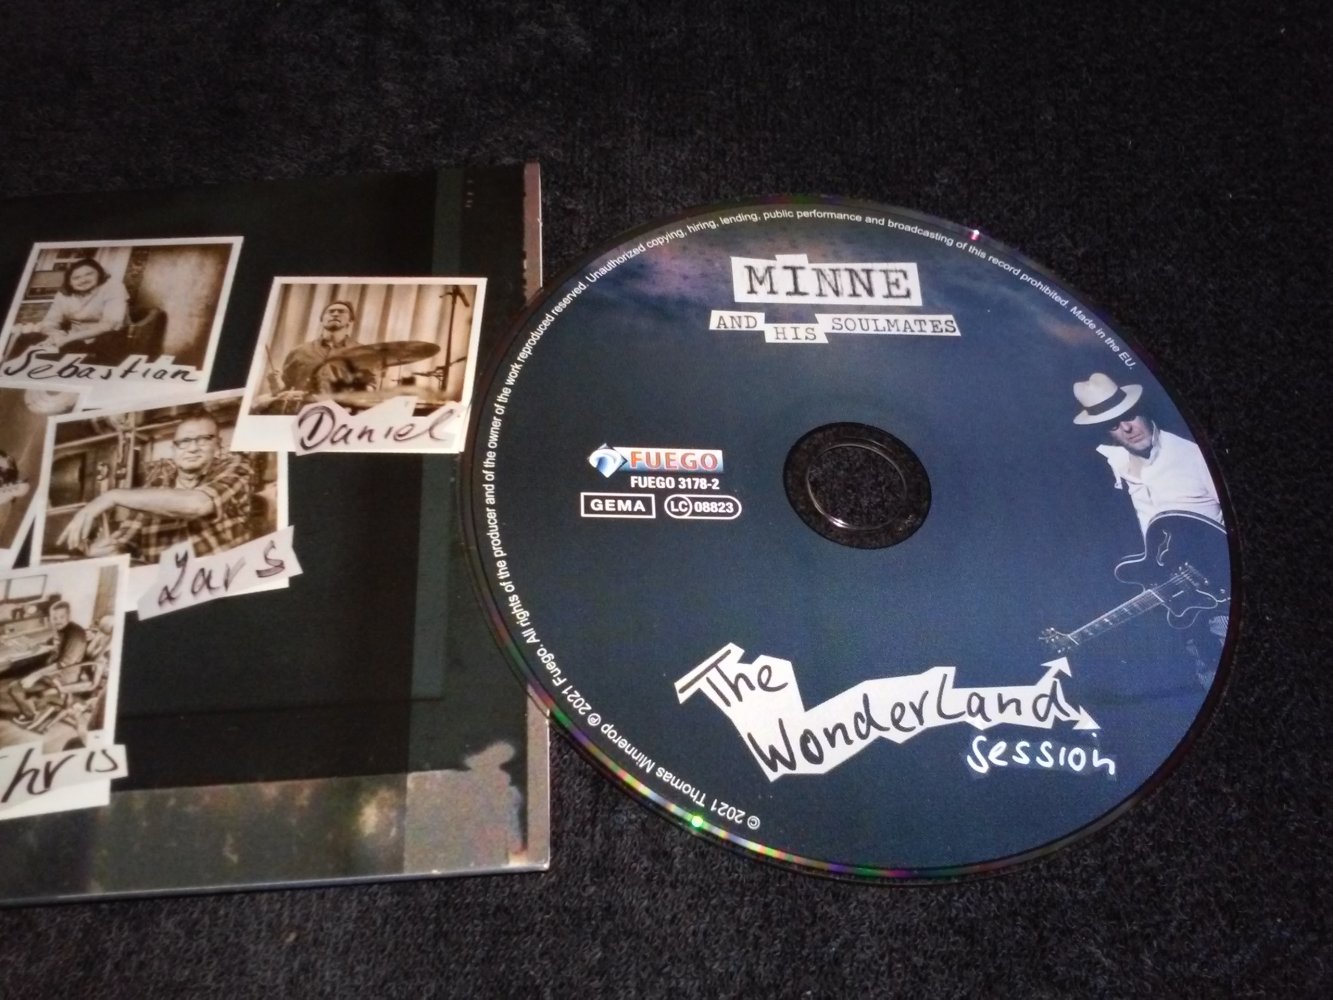 Sebastian
Daniel
Lars
Chris
MINNE
AND HIS SOULMATES
FUEGO
FUEGO 3178-2
GEMA LC 08823
The
Wonderland
session
© 2021 Thomas Minnerop ℗ 2021 Fuego. All rights of the producer and of the owner of the work reproduced reserved. Unauthorized copying, hiring, lending, public performance and broadcasting of this record prohibited. Made in the EU.